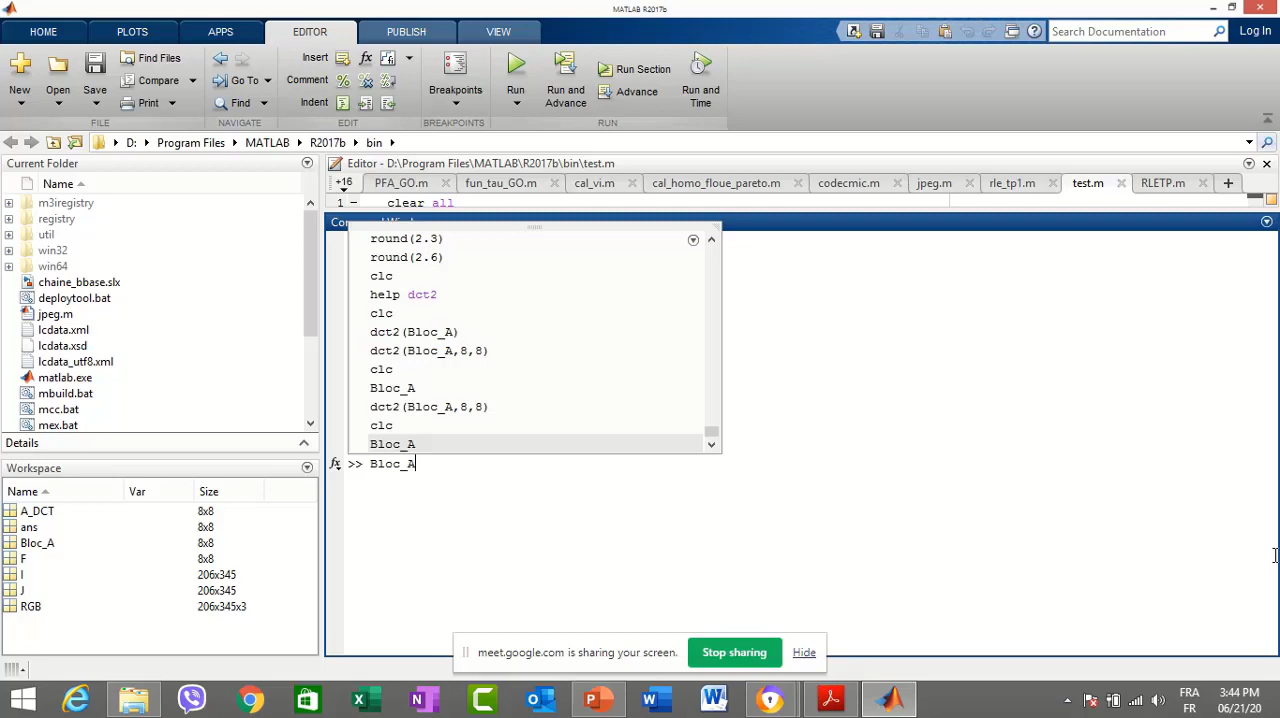 MATLAB R2017b
HOME PLOTS APPS EDITOR PUBLISH VIEW Search Documentation Log In
New Open Save Find Files Compare Print
Go To Find
Insert fx
Comment
Indent
Breakpoints Run Run and Advance Run Section Advance Run and Time
FILE NAVIGATE EDIT BREAKPOINTS RUN
D: Program Files MATLAB R2017b bin
Current Folder
Editor - D:\Program Files\MATLAB\R2017b\bin\test.m
+16 PFA_GO.m fun_tau_GO.m cal_vi.m cal_homo_floue_pareto.m codecmic.m jpeg.m rle_tp1.m test.m RLETP.m
1 - clear all
Name
m3iregistry
registry
util
win32
win64
chaine_bbase.slx
deploytool.bat
jpeg.m
lcdata.xml
lcdata.xsd
lcdata_utf8.xml
matlab.exe
mbuild.bat
mcc.bat
mex.bat
Details
Workspace
Name Var Size
A_DCT 8x8
ans 8x8
Bloc_A 8x8
F 8x8
I 206x345
J 206x345
RGB 206x345x3
round(2.3)
round(2.6)
clc
help dct2
clc
dct2(Bloc_A)
dct2(Bloc_A,8,8)
clc
Bloc_A
dct2(Bloc_A,8,8)
clc
Bloc_A
fx >> Bloc_A
meet.google.com is sharing your screen. Stop sharing Hide
FRA 3:44 PM
FR 06/21/20